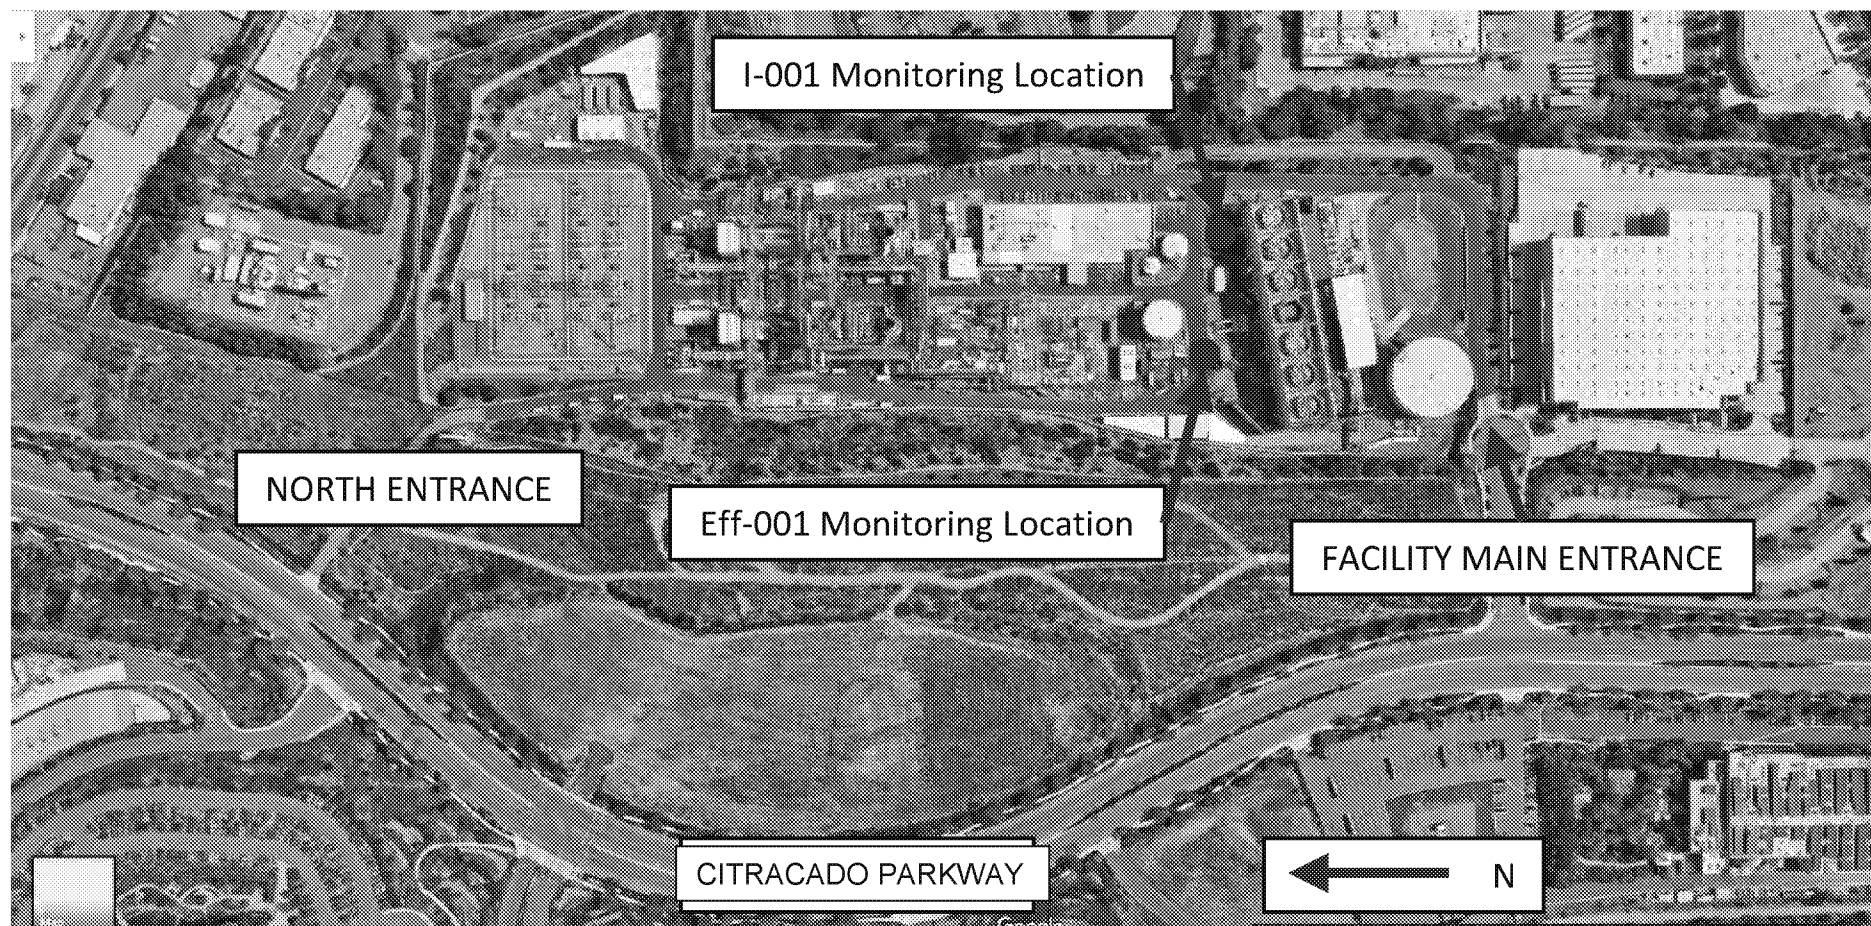 I-001 Monitoring Location
NORTH ENTRANCE
Eff-001 Monitoring Location
FACILITY MAIN ENTRANCE
CITRACADO PARKWAY
N